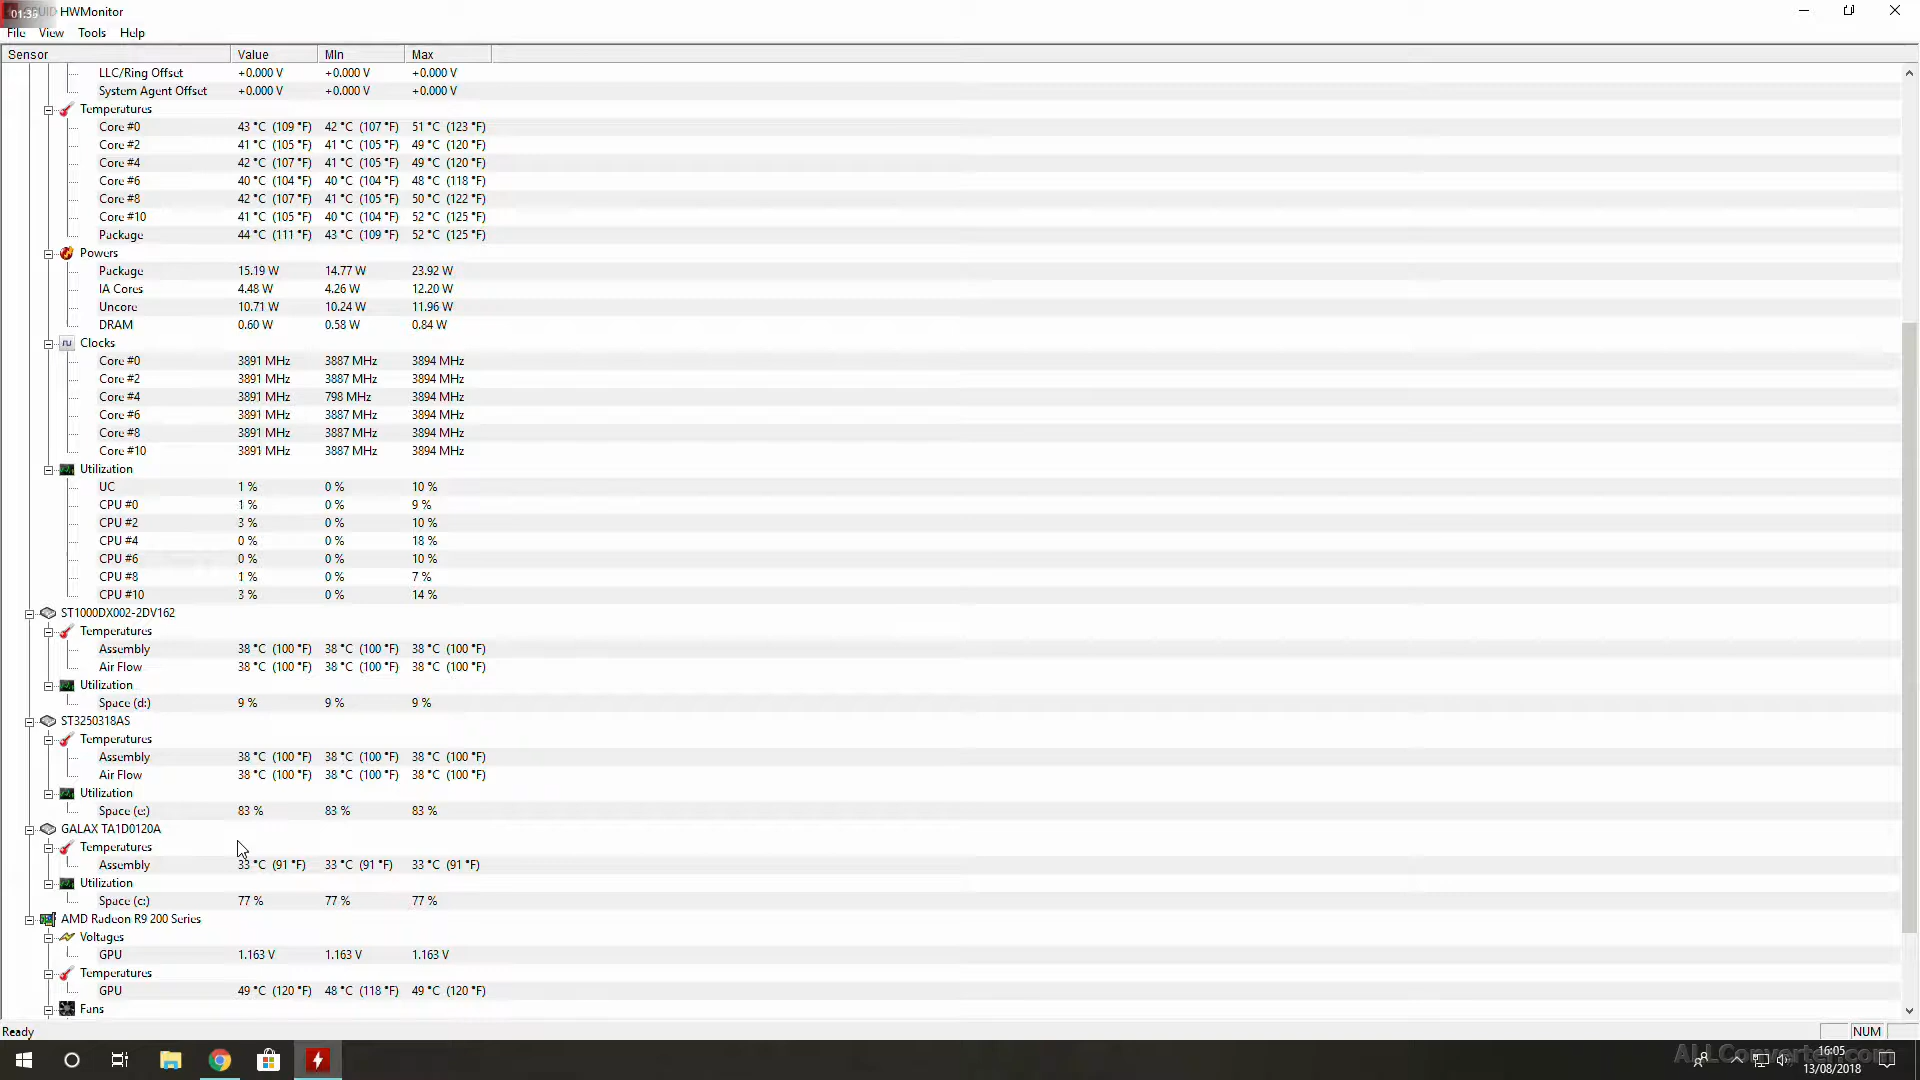 01:35 CPUID HWMonitor
File View Tools Help
Sensor Value Min Max
LLC/Ring Offset +0.000 V +0.000 V +0.000 V
System Agent Offset +0.000 V +0.000 V +0.000 V
Temperatures
Core #0 43 °C (109 °F) 42 °C (107 °F) 51 °C (123 °F)
Core #2 41 °C (105 °F) 41 °C (105 °F) 49 °C (120 °F)
Core #4 42 °C (107 °F) 41 °C (105 °F) 49 °C (120 °F)
Core #6 40 °C (104 °F) 40 °C (104 °F) 48 °C (118 °F)
Core #8 42 °C (107 °F) 41 °C (105 °F) 50 °C (122 °F)
Core #10 41 °C (105 °F) 40 °C (104 °F) 52 °C (125 °F)
Package 44 °C (111 °F) 43 °C (109 °F) 52 °C (125 °F)
Powers
Package 15.19 W 14.77 W 23.92 W
IA Cores 4.48 W 4.26 W 12.20 W
Uncore 10.71 W 10.24 W 11.96 W
DRAM 0.60 W 0.58 W 0.84 W
Clocks
Core #0 3891 MHz 3887 MHz 3894 MHz
Core #2 3891 MHz 3887 MHz 3894 MHz
Core #4 3891 MHz 798 MHz 3894 MHz
Core #6 3891 MHz 3887 MHz 3894 MHz
Core #8 3891 MHz 3887 MHz 3894 MHz
Core #10 3891 MHz 3887 MHz 3894 MHz
Utilization
UC 1 % 0 % 10 %
CPU #0 1 % 0 % 9 %
CPU #2 3 % 0 % 10 %
CPU #4 0 % 0 % 18 %
CPU #6 0 % 0 % 10 %
CPU #8 1 % 0 % 7 %
CPU #10 3 % 0 % 14 %
ST1000DX002-2DV162
Temperatures
Assembly 38 °C (100 °F) 38 °C (100 °F) 38 °C (100 °F)
Air Flow 38 °C (100 °F) 38 °C (100 °F) 38 °C (100 °F)
Utilization
Space (d:) 9 % 9 % 9 %
ST3250318AS
Temperatures
Assembly 38 °C (100 °F) 38 °C (100 °F) 38 °C (100 °F)
Air Flow 38 °C (100 °F) 38 °C (100 °F) 38 °C (100 °F)
Utilization
Space (e:) 83 % 83 % 83 %
GALAX TA1D0120A
Temperatures
Assembly 33 °C (91 °F) 33 °C (91 °F) 33 °C (91 °F)
Utilization
Space (c:) 77 % 77 % 77 %
AMD Radeon R9 200 Series
Voltages
GPU 1.163 V 1.163 V 1.163 V
Temperatures
GPU 49 °C (120 °F) 48 °C (118 °F) 49 °C (120 °F)
Fans
Ready NUM
ALLConverter.com
16:05
13/08/2018